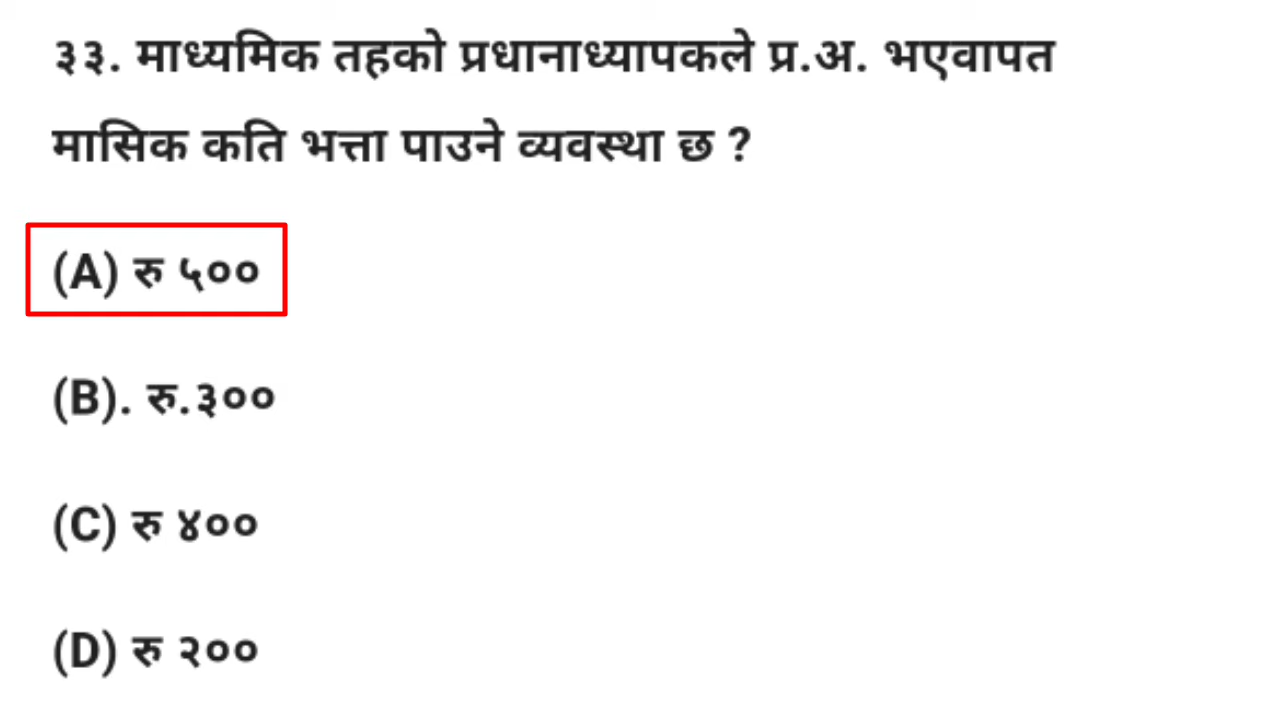 ३३. माध्यमिक तहको प्रधानाध्यापकले प्र.अ. भएवापत
मासिक कति भत्ता पाउने व्यवस्था छ ?
(A) रु ५००
(B). रु.३००
(C) रु ४००
(D) रु २००